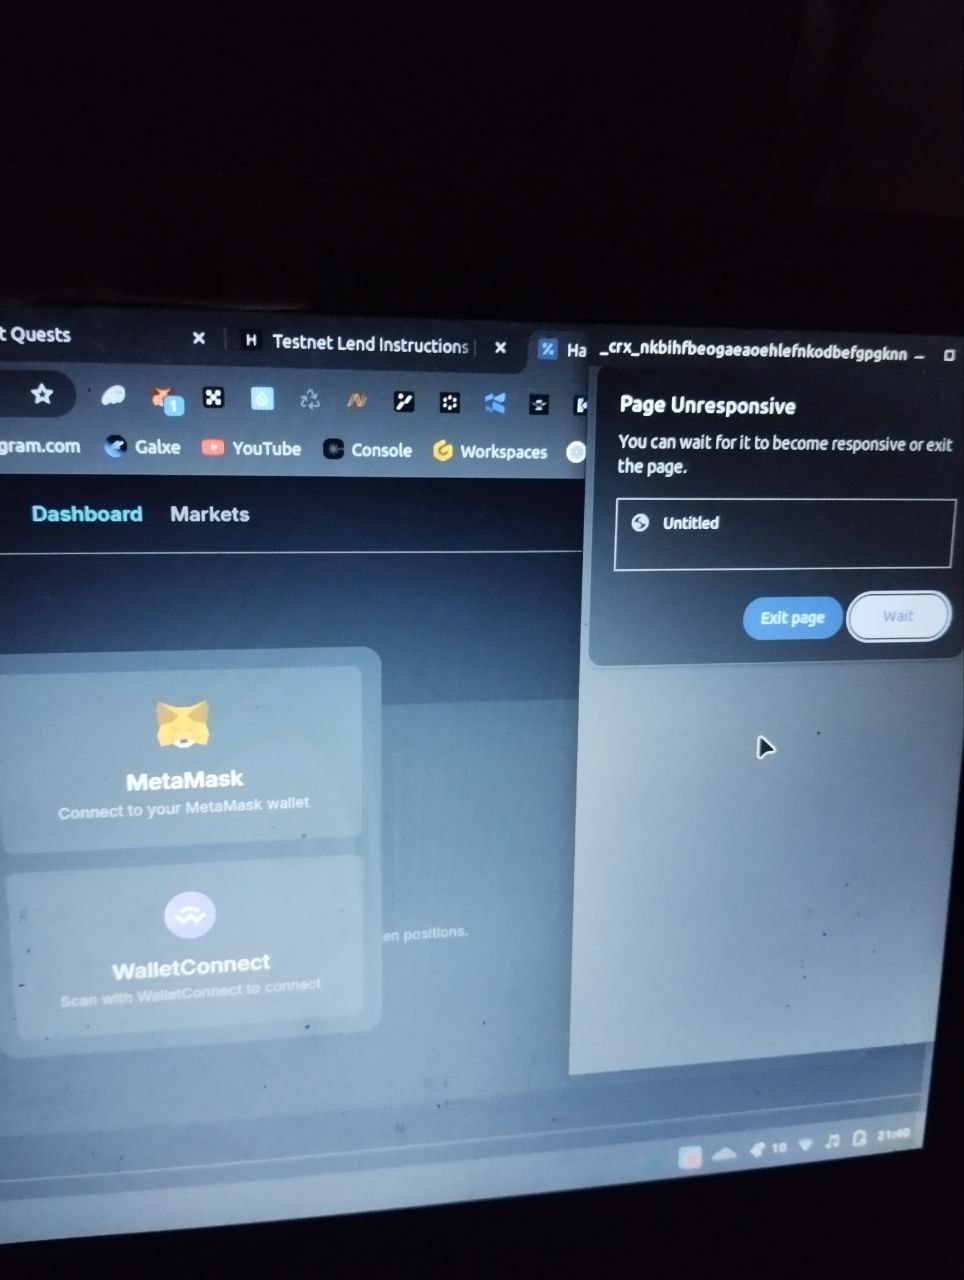 t Quests
H Testnet Lend Instructions
Ha
_crx_nkbihfbeogaeaoehlefnkodbefgpgknn
1
gram.com
Galxe
YouTube
Console
Workspaces
Dashboard
Markets
Page Unresponsive
You can wait for it to become responsive or exit
the page.
Untitled
Exit page
Wait
MetaMask
Connect to your MetaMask wallet
en positions.
WalletConnect
Scan with WalletConnect to connect
10
21:40